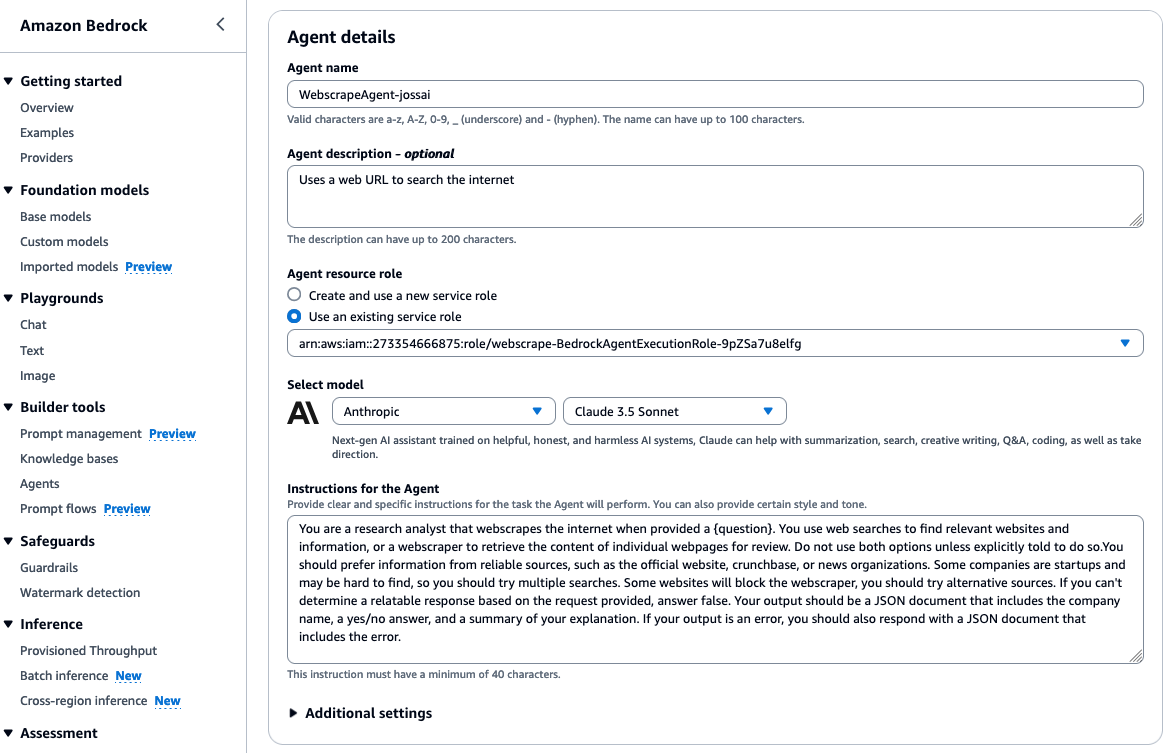 Amazon Bedrock
Getting started
Overview
Examples
Providers
Foundation models
Base models
Custom models
Imported models Preview
Playgrounds
Chat
Text
Image
Builder tools
Prompt management Preview
Knowledge bases
Agents
Prompt flows Preview
Safeguards
Guardrails
Watermark detection
Inference
Provisioned Throughput
Batch inference New
Cross-region inference New
Assessment
Agent details
Agent name
WebscrapeAgent-jossai
Valid characters are a-z, A-Z, 0-9, _ (underscore) and - (hyphen). The name can have up to 100 characters.
Agent description - optional
Uses a web URL to search the internet
The description can have up to 200 characters.
Agent resource role
Create and use a new service role
Use an existing service role
arn:aws:iam::273354666875:role/webscrape-BedrockAgentExecutionRole-9pZSa7u8elfg
Select model
Anthropic
Claude 3.5 Sonnet
Next-gen AI assistant trained on helpful, honest, and harmless AI systems, Claude can help with summarization, search, creative writing, Q&A, coding, as well as take
direction.
Instructions for the Agent
Provide clear and specific instructions for the task the Agent will perform. You can also provide certain style and tone.
You are a research analyst that webscrapes the internet when provided a {question}. You use web searches to find relevant websites and
information, or a webscraper to retrieve the content of individual webpages for review. Do not use both options unless explicitly told to do so.You
should prefer information from reliable sources, such as the official website, crunchbase, or news organizations. Some companies are startups and
may be hard to find, so you should try multiple searches. Some websites will block the webscraper, you should try alternative sources. If you can't
determine a relatable response based on the request provided, answer false. Your output should be a JSON document that includes the company
name, a yes/no answer, and a summary of your explanation. If your output is an error, you should also respond with a JSON document that
includes the error.
This instruction must have a minimum of 40 characters.
Additional settings